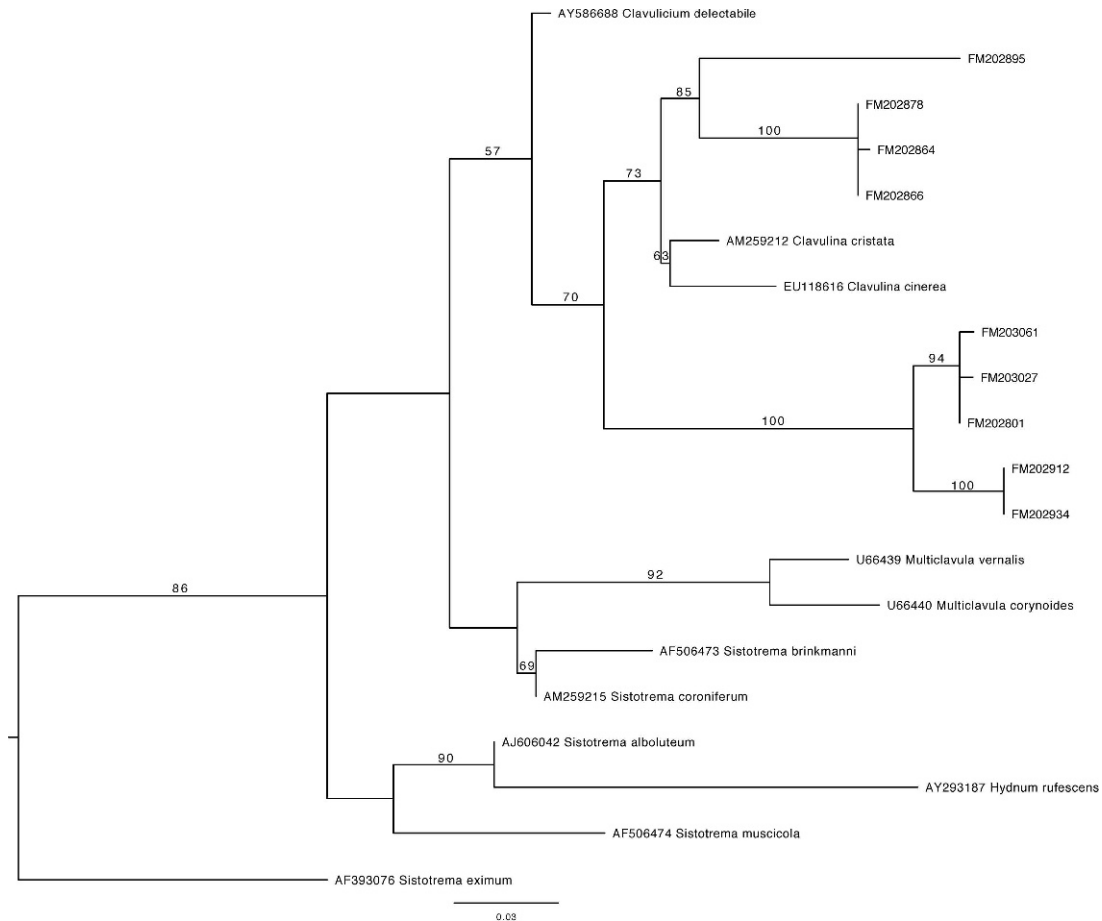 AY586688 Clavulicium delectabile
FM202895
85
FM202878
100
FM202864
57
73
FM202866
AM259212 Clavulina cristata
63
EU118616 Clavulina cinerea
70
FM203061
94
FM203027
100
FM202801
FM202912
100
FM202934
U66439 Multiclavula vernalis
92
86
U66440 Multiclavula corynoides
AF506473 Sistotrema brinkmanni
69
AM259215 Sistotrema coroniferum
AJ606042 Sistotrema alboluteum
90
AY293187 Hydnum rufescens
AF506474 Sistotrema muscicola
AF393076 Sistotrema eximum
0.03